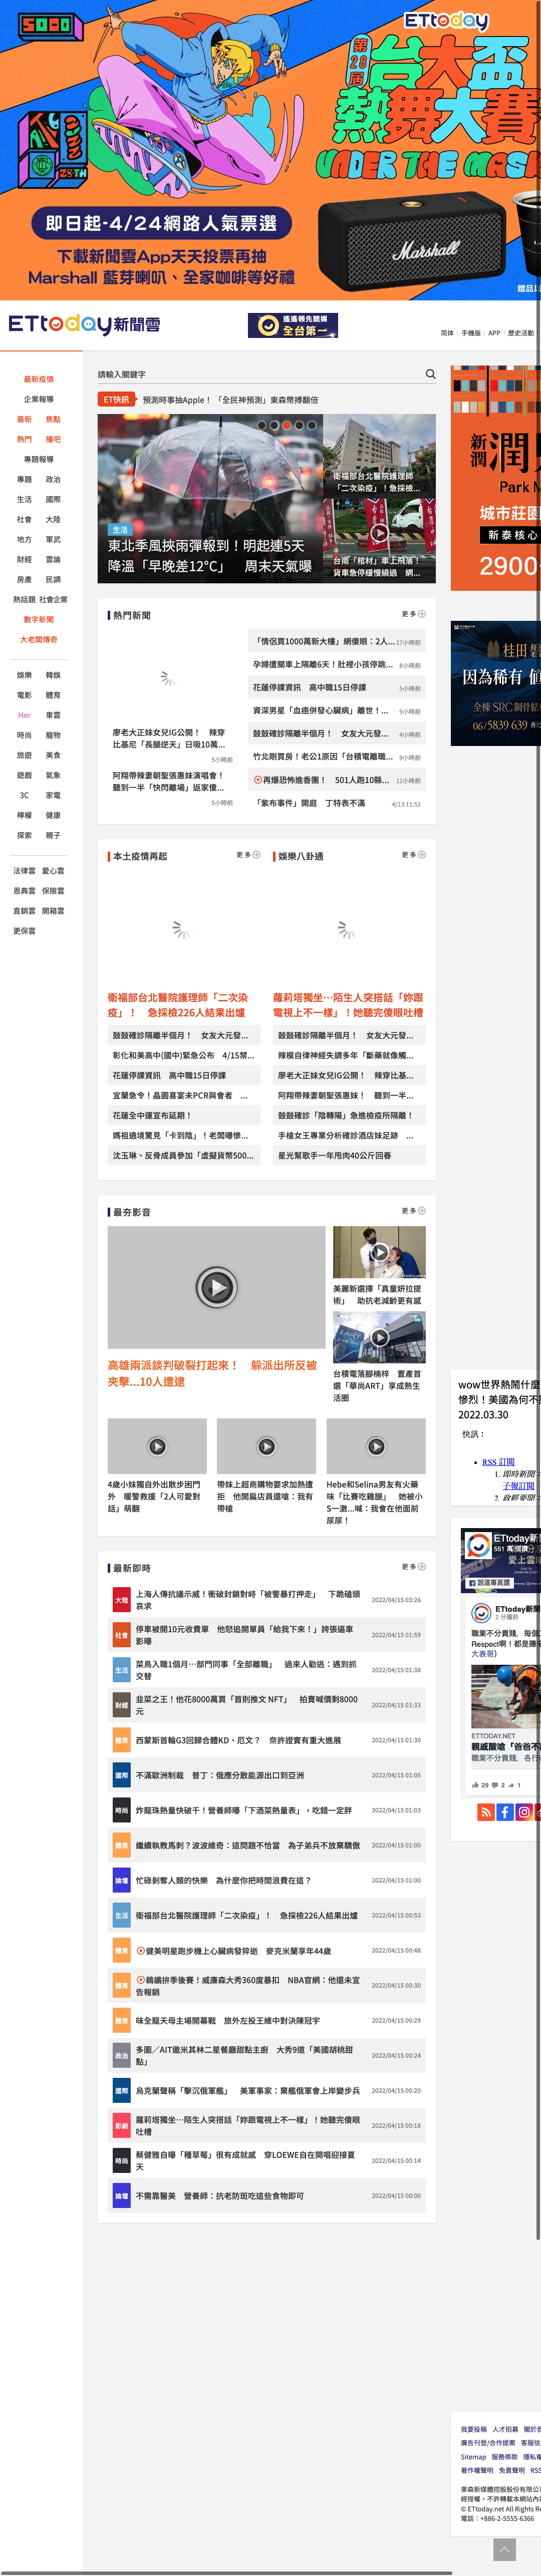 SOLO
ETtoday
第28屆
台大盃
熱舞大賽
UNDER THE MASK
即日起-4/24網路人氣票選
下載新聞雲App天天投票再抽
Marshall 藍芽喇叭、全家咖啡等好禮
Marshall
ETtoday新聞雲
遙遙領先競媒
全台第一
简体 手機版 APP 歷史活動
最新疫情
企業報導
最新 焦點
熱門 播吧
專題報導
專題 政治
生活 國際
社會 大陸
地方 軍武
財經 雲論
房產 民調
熱話題 社會企業
數字新聞
大老闆傳奇
娛樂 韓娛
電影 體育
Her 車雲
時尚 寵物
旅遊 美食
遊戲 氣象
3C 家電
檸檬 健康
探索 親子
法律雲 愛心雲
恩典雲 保險雲
直銷雲 開箱雲
更保雲
請輸入關鍵字
ET快訊 預測時事抽Apple！「全民神預測」東森幣搏翻倍
生活
東北季風挾雨彈報到！明起連5天
降溫「早晚差12°C」 周末天氣曝
衛福部台北醫院護理師
「二次染疫」！急採檢...
台南「棺材」車上飛落！
貨車急停緩慢繞過 網...
熱門新聞 更多
廖老大正妹女兒IG公開！ 辣穿
比基尼「長腿逆天」日吸10萬...
5小時前
阿翔帶辣妻朝聖張惠妹演唱會！
聽到一半「快閃離場」返家傻...
5小時前
「情侶買1000萬新大樓」網傻眼：2人... 17小時前
孕婦遭關車上隔離6天！肚裡小孩停跳... 8小時前
花蓮停課資訊 高中職15日停課 5小時前
資深男星「血癌併發心臟病」離世！... 9小時前
鼓鼓確診隔離半個月！ 女友大元發... 4小時前
竹北剛買房！老公1原因「台積電離職... 9小時前
再爆恐怖進香團！ 501人跑10縣... 12小時前
「紫布事件」開庭 丁特表不滿 4/13 11:51
本土疫情再起 更多
衛福部台北醫院護理師「二次染
疫」！ 急採檢226人結果出爐
鼓鼓確診隔離半個月！ 女友大元發...
彰化和美高中(國中)緊急公布 4/15禁...
花蓮停課資訊 高中職15日停課
宜蘭急令！晶園喜宴未PCR與會者 ...
花蓮全中運宣布延期！
媽祖遶境驚見「卡到陰」！老闆曝慘...
沈玉琳、反骨成員參加「虛擬貨幣500...
娛樂八卦通 更多
蘿莉塔獨坐…陌生人突搭話「妳跟
電視上不一樣」！她聽完傻眼吐槽
鼓鼓確診隔離半個月！ 女友大元發...
辣模自律神經失調多年「斷藥就像觸...
廖老大正妹女兒IG公開！ 辣穿比基...
阿翔帶辣妻朝聖張惠妹！ 聽到一半...
鼓鼓確診「陰轉陽」急進檢疫所隔離！
手槍女王專業分析確診酒店妹足跡 ...
星光幫歌手一年甩肉40公斤回春
最夯影音 更多
高雄兩派談判破裂打起來！ 躲派出所反被
夾擊...10人遭逮
美麗新選擇「真童妍拉提
術」 助抗老減齡更有感
台積電落腳楠梓 置產首
選「華尚ART」享成熟生
活圈
4歲小妹獨自外出散步困門
外 暖警救援「2人可愛對
話」萌翻
帶妹上超商購物要求加熱遭
拒 他開扁店員還嗆：我有
帶槍
Hebe和Selina男友有火藥
味「比賽吃雞腿」 她被小
S一激...喊：我會在他面前
尿尿！
最新即時 更多
大陸 上海人傳抗議示威！衝破封鎖對峙「被警暴打押走」 下跪磕頭
哀求 2022/04/15 03:26
社會 停車被開10元收費單 他怒追開單員「給我下來！」誇張逼車
影曝 2022/04/15 01:59
生活 菜鳥入職1個月…部門同事「全部離職」 過來人勸逃：遇到抓
交替 2022/04/15 01:38
財經 韭菜之王！他花8000萬買「首則推文 NFT」 拍賣喊價剩8000
元 2022/04/15 01:33
體育 西蒙斯首輪G3回歸合體KD、厄文？ 奈許證實有重大進展 2022/04/15 01:30
國際 不滿歐洲制裁 普丁：俄應分散能源出口到亞洲 2022/04/15 01:05
時尚 炸龍珠熱量快破千！營養師曝「下酒菜熱量表」，吃錯一定胖 2022/04/15 01:03
體育 繼續執教馬刺？波波維奇：這問題不恰當 為子弟兵不放棄驕傲 2022/04/15 01:00
論壇 忙碌剝奪人類的快樂 為什麼你把時間浪費在這？ 2022/04/15 01:00
生活 衛福部台北醫院護理師「二次染疫」！ 急採檢226人結果出爐 2022/04/15 00:53
體育 健美明星跑步機上心臟病發猝逝 麥克米蘭享年44歲 2022/04/15 00:48
體育 鵜鶘拚季後賽！威廉森大秀360度暴扣 NBA官網：他還未宣
告報銷 2022/04/15 00:30
體育 味全龍天母主場開幕戰 旅外左投王維中對決陳冠宇 2022/04/15 00:29
政治 多圖／AIT邀米其林二星餐廳甜點主廚 大秀9道「美國胡桃甜
點」 2022/04/15 00:24
國際 烏克蘭聲稱「擊沉俄軍艦」 美軍事家：棄艦俄軍會上岸變步兵 2022/04/15 00:20
影劇 蘿莉塔獨坐…陌生人突搭話「妳跟電視上不一樣」！她聽完傻眼
吐槽 2022/04/15 00:18
時尚 蔡健雅自曝「種草莓」很有成就感 穿LOEWE自在開唱迎接夏
天 2022/04/15 00:14
論壇 不需靠醫美 營養師：抗老防斑吃這些食物即可 2022/04/15 00:00
新潤
Park M
城市莊園
新泰核心
2900
桂田
因為稀有
全棟 SRC鋼骨結
06/5839 639
wow世界熱鬧什麼
慘烈！美國為何不
2022.03.30
快訊：
RSS 訂閱
1. 即時新聞：
子報訂閱
2. 政經要聞：
ETtoday新聞
551 萬 個讚
說這專頁讚
ETtoday新聞
2 分鐘前
職業不分貴賤，每個
Respect啊！都是賺辛
大表哥）
ETTODAY.NET
親戚酸嗆「爸爸不
職業不分貴賤，各行各
29 2 1
我要投稿 人才招募 關於我
廣告刊登/合作提案 客服信
Sitemap 服務條款 隱私權
著作權聲明 免責聲明 RSS
東森新媒體控股股份有限公司
經授權，不許轉載本網站內容
© ETtoday.net All Rights Re
電話：+886-2-5555-6366